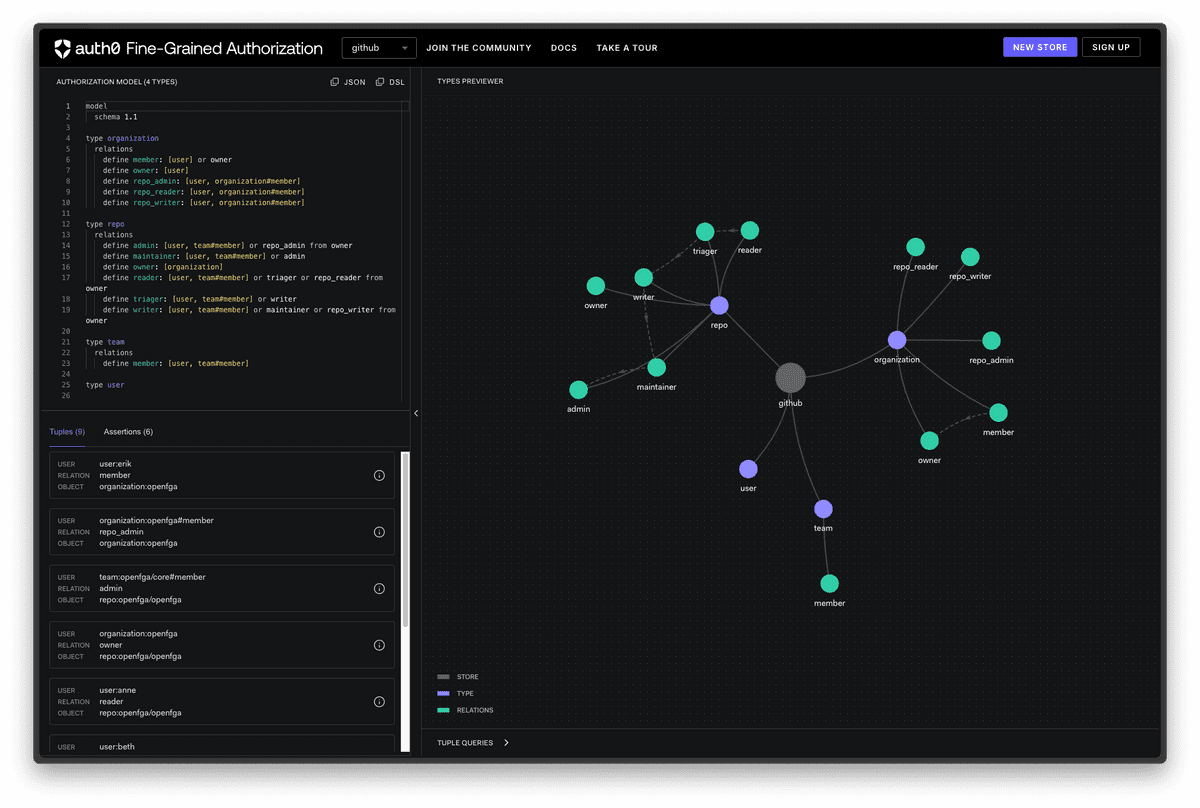 auth0 Fine-Grained Authorization
github
JOIN THE COMMUNITY
DOCS
TAKE A TOUR
NEW STORE
SIGN UP
AUTHORIZATION MODEL (4 TYPES)
JSON
DSL
1 model
2 schema 1.1
3
4 type organization
5 relations
6 define member: [user] or owner
7 define owner: [user]
8 define repo_admin: [user, organization#member]
9 define repo_reader: [user, organization#member]
10 define repo_writer: [user, organization#member]
11
12 type repo
13 relations
14 define admin: [user, team#member] or repo_admin from owner
15 define maintainer: [user, team#member] or admin
16 define owner: [organization]
17 define reader: [user, team#member] or triager or repo_reader from
owner
18 define triager: [user, team#member] or writer
19 define writer: [user, team#member] or maintainer or repo_writer from
owner
20
21 type team
22 relations
23 define member: [user, team#member]
24
25 type user
26
Tuples (9)
Assertions (6)
USER user:erik
RELATION member
OBJECT organization:openfga
USER organization:openfga#member
RELATION repo_admin
OBJECT organization:openfga
USER team:openfga/core#member
RELATION admin
OBJECT repo:openfga/openfga
USER organization:openfga
RELATION owner
OBJECT repo:openfga/openfga
USER user:anne
RELATION reader
OBJECT repo:openfga/openfga
USER user:beth
TYPES PREVIEWER
triager
reader
repo_reader
repo_writer
writer
owner
repo
organization
repo_admin
maintainer
github
admin
member
owner
user
team
member
STORE
TYPE
RELATIONS
TUPLE QUERIES